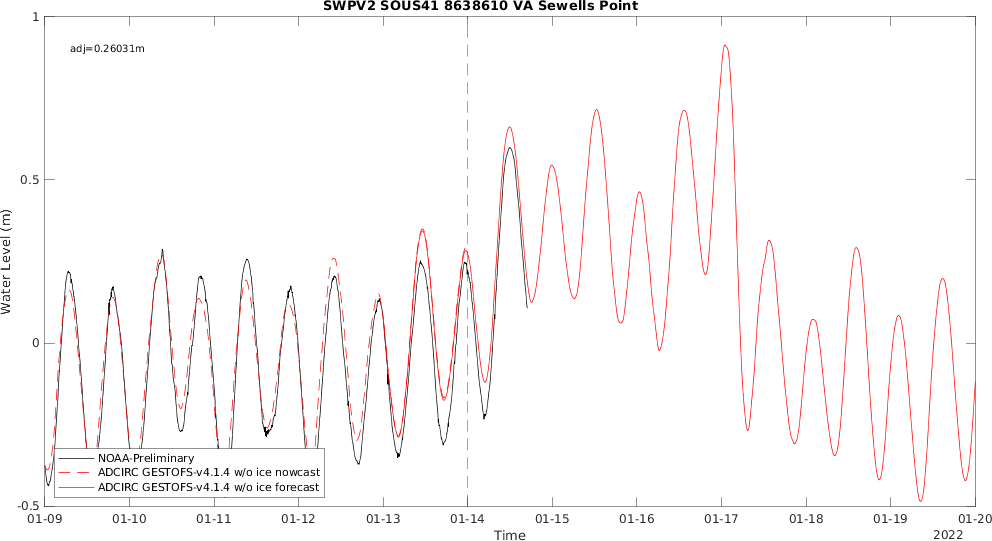 SWPV2 SOUS41 8638610 VA Sewells Point
adj=0.26031m
1
0.5
0
-0.5
Water Level (m)
NOAA-Preliminary
ADCIRC GESTOFS-v4.1.4 w/o ice nowcast
ADCIRC GESTOFS-v4.1.4 w/o ice forecast
01-09 01-10 01-11 01-12 01-13 01-14 01-15 01-16 01-17 01-18 01-19 01-20
Time
2022